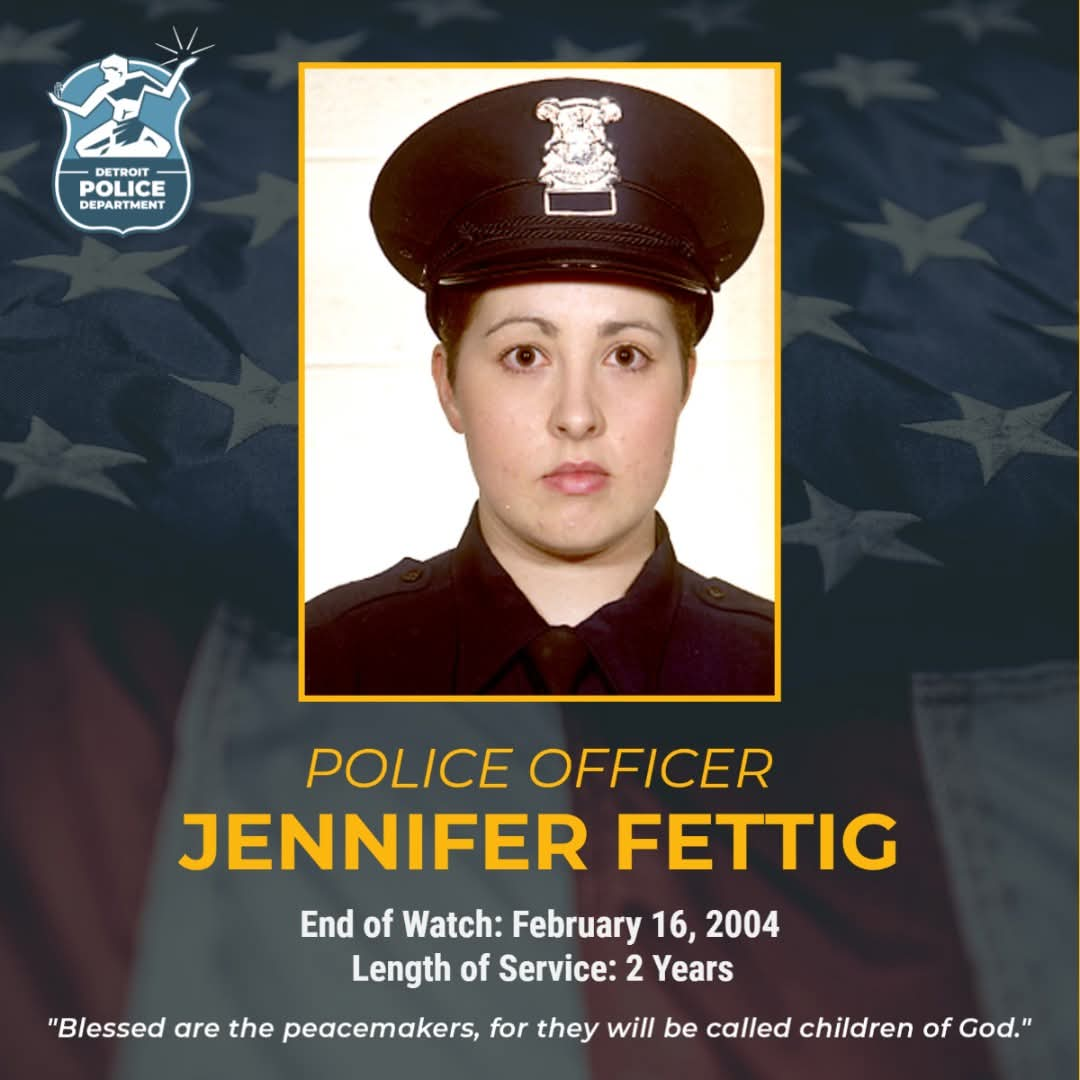 DETROIT
POLICE
DEPARTMENT
POLICE OFFICER
JENNIFER FETTIG
End of Watch: February 16, 2004
Length of Service: 2 Years
"Blessed are the peacemakers, for they will be called children of God."